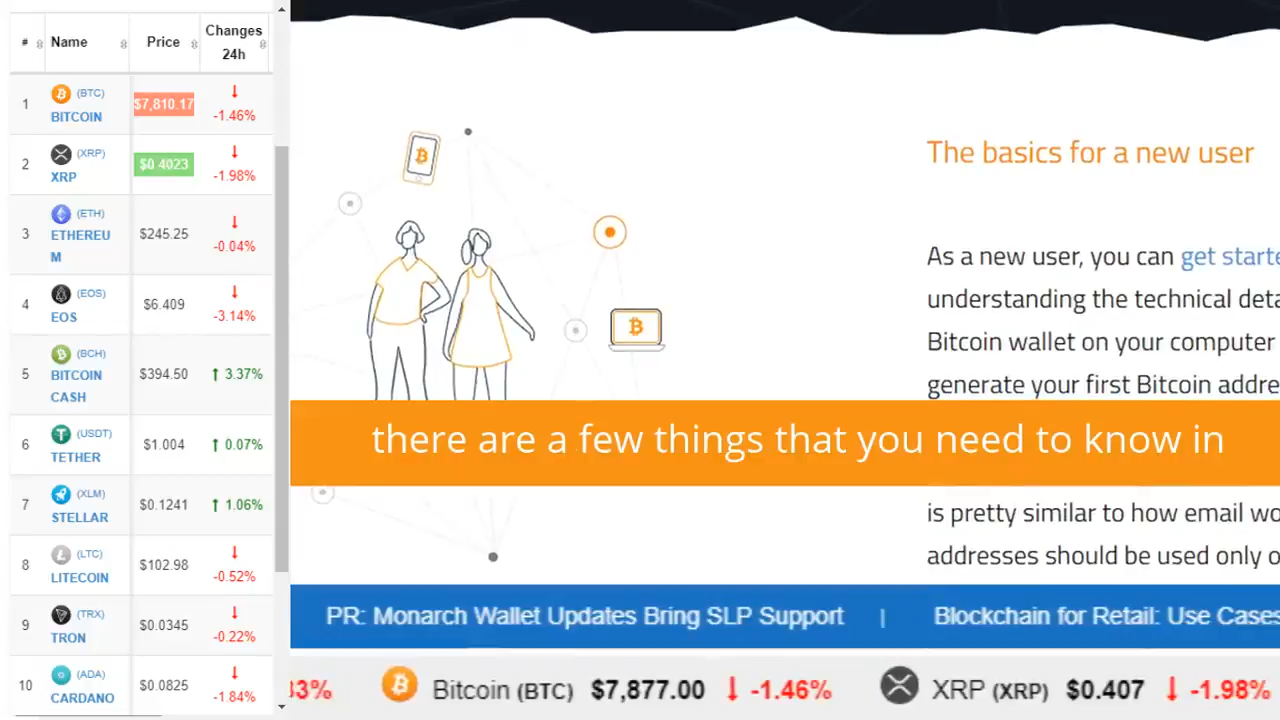 # Name Price Changes
24h
1 (BTC) $7,810.17
BITCOIN -1.46%
2 (XRP) $0.4023
XRP -1.98%
3 (ETH) $245.25
ETHEREU -0.04%
M
4 (EOS) $6.409
EOS -3.14%
5 (BCH) $394.50 3.37%
BITCOIN
CASH
6 (USDT) $1.004 0.07%
TETHER
7 (XLM) $0.1241 1.06%
STELLAR
8 (LTC) $102.98
LITECOIN -0.52%
9 (TRX) $0.0345
TRON -0.22%
10 (ADA) $0.0825
CARDANO -1.84%
The basics for a new user
As a new user, you can get starte
understanding the technical deta
Bitcoin wallet on your computer
generate your first Bitcoin addre
there are a few things that you need to know in
is pretty similar to how email wo
addresses should be used only o
PR: Monarch Wallet Updates Bring SLP Support | Blockchain for Retail: Use Cases
3% Bitcoin (BTC) $7,877.00 -1.46% XRP (XRP) $0.407 -1.98%